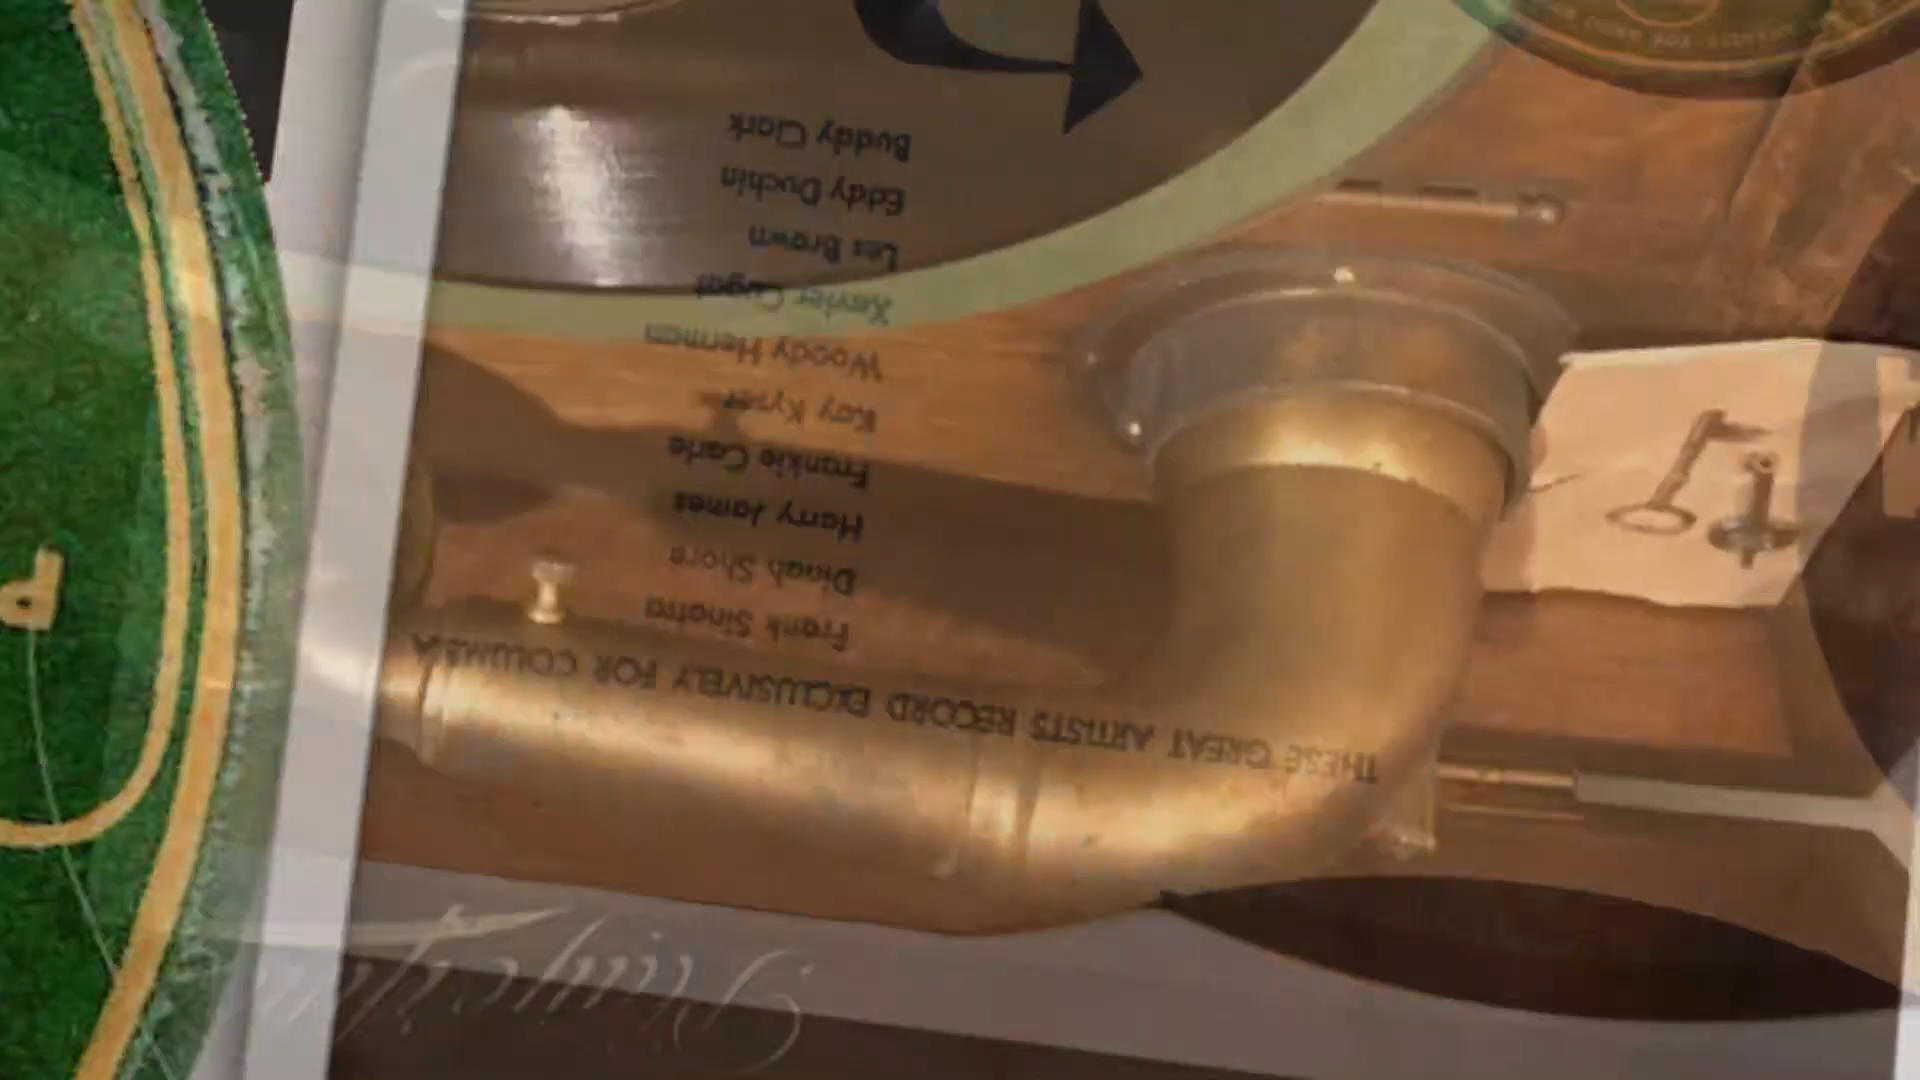 THESE GREAT ARTISTS RECORD EXCLUSIVELY FOR COLUMBIA
Frank Sinatra
Dinah Shore
Harry James
Frankie Carle
Kay Kyser
Woody Herman
Xavier Cugat
Les Brown
Eddy Duchin
Buddy Clark